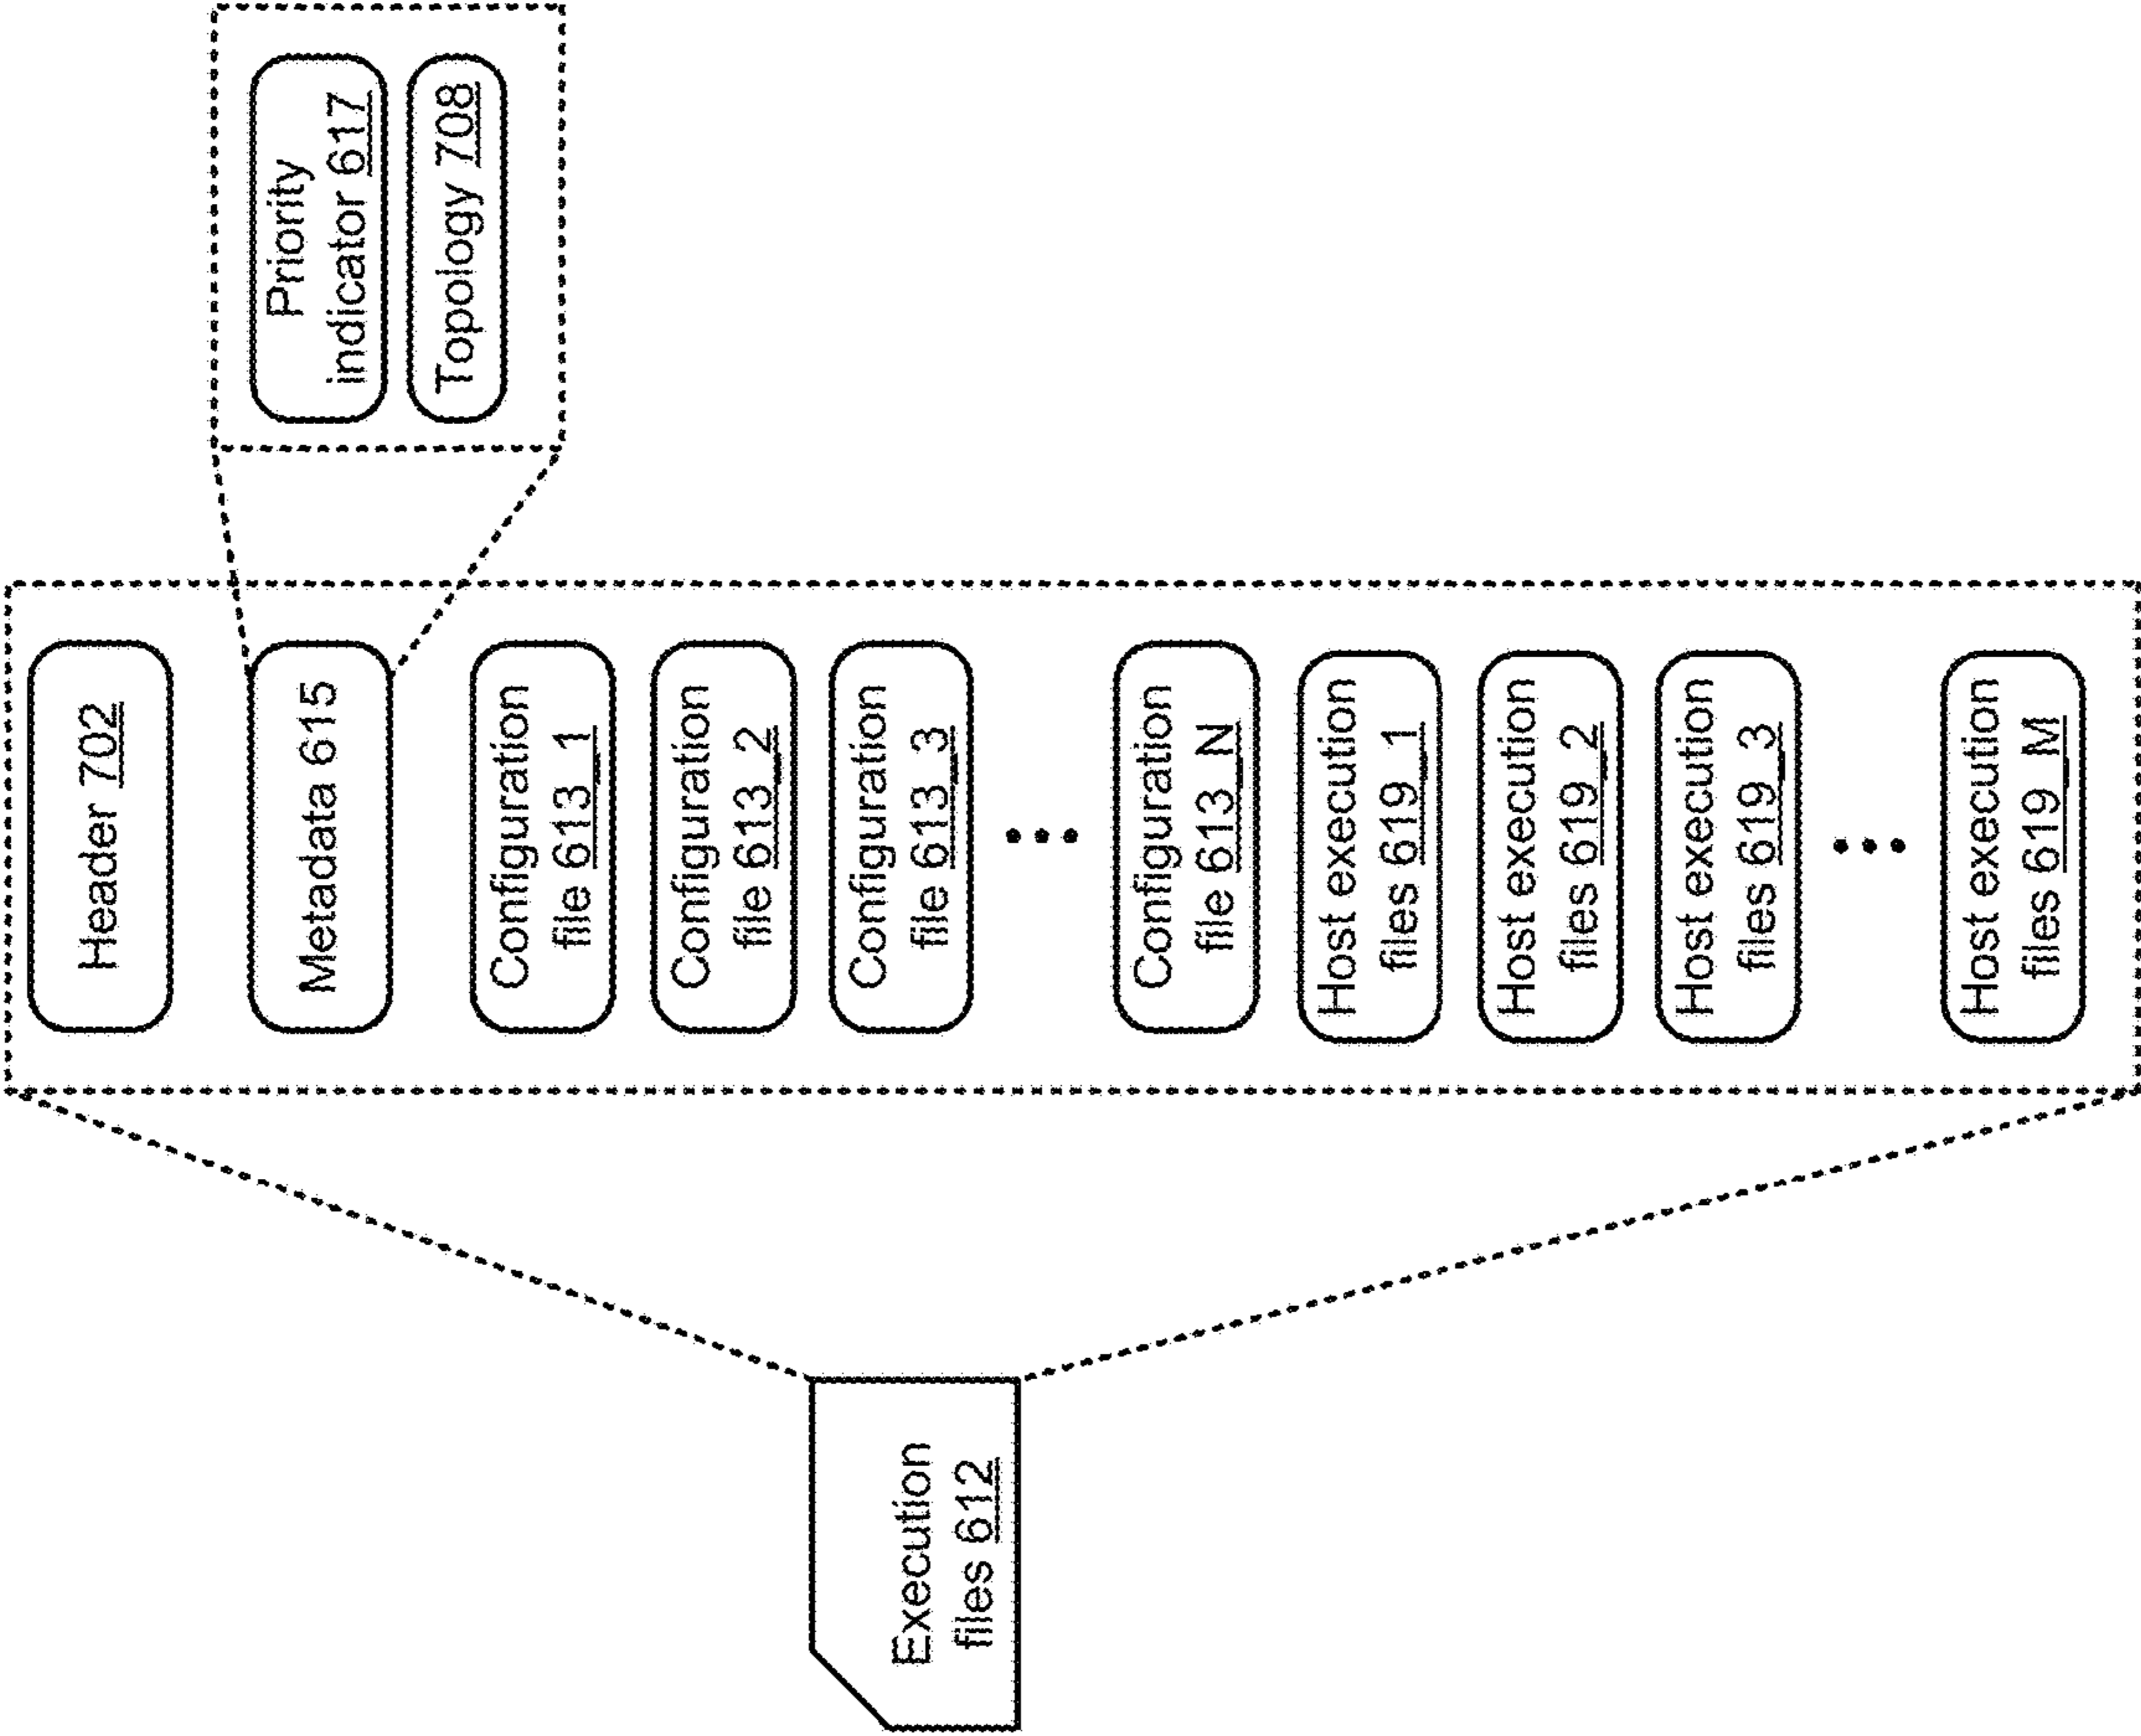 Execution
files 612
Header 702
Metadata 615
Configuration
file 613_1
Configuration
file 613_2
Configuration
file 613_3
Configuration
file 613_N
Host execution
files 619_1
Host execution
files 619_2
Host execution
files 619_3
Host execution
files 619_M
Priority
indicator 617
Topology 708